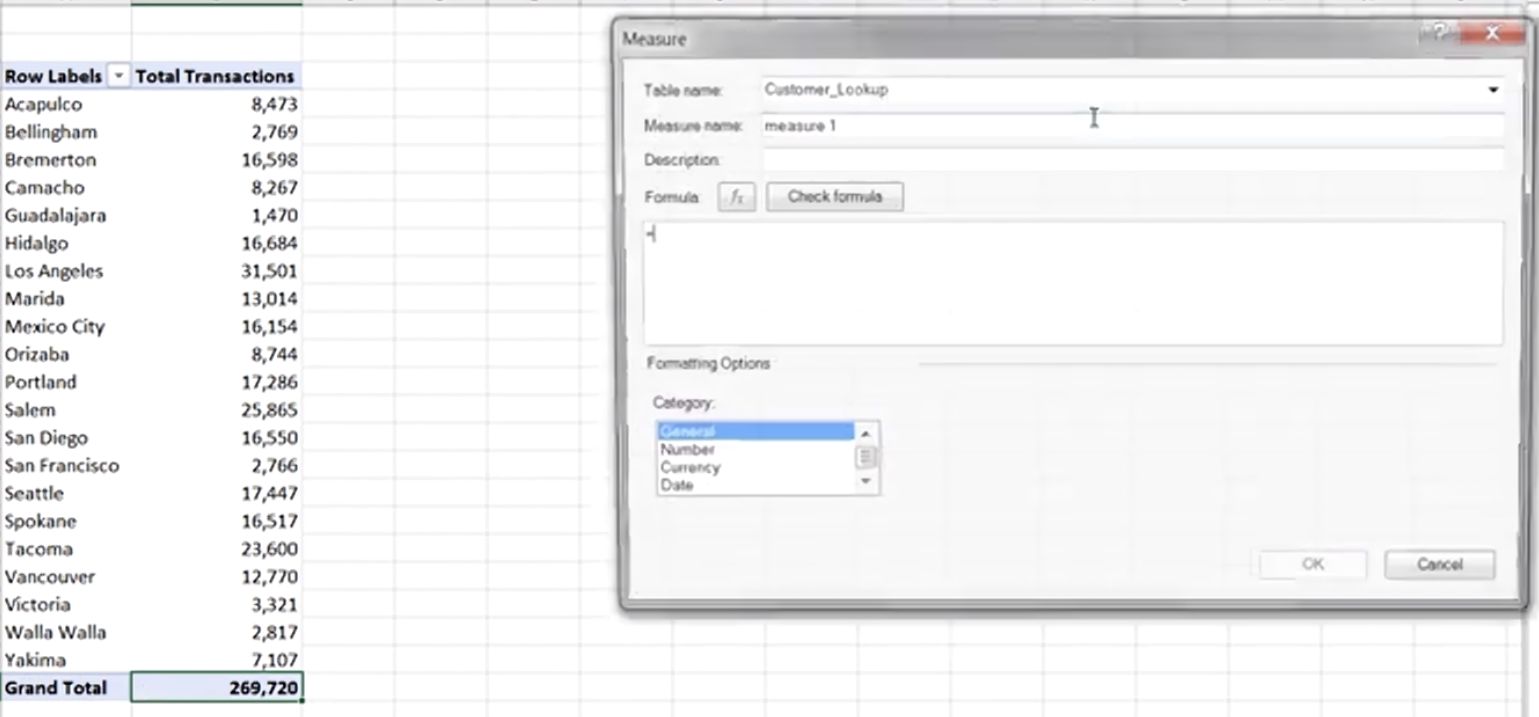 Row Labels Total Transactions
Acapulco 8,473
Bellingham 2,769
Bremerton 16,598
Camacho 8,267
Guadalajara 1,470
Hidalgo 16,684
Los Angeles 31,501
Marida 13,014
Mexico City 16,154
Orizaba 8,744
Portland 17,286
Salem 25,865
San Diego 16,550
San Francisco 2,766
Seattle 17,447
Spokane 16,517
Tacoma 23,600
Vancouver 12,770
Victoria 3,321
Walla Walla 2,817
Yakima 7,107
Grand Total 269,720
Measure
Table name: Customer_Lookup
Measure name: measure 1
Description:
Formula: fx Check formula
=
Formatting Options
Category:
General
Number
Currency
Date
OK Cancel